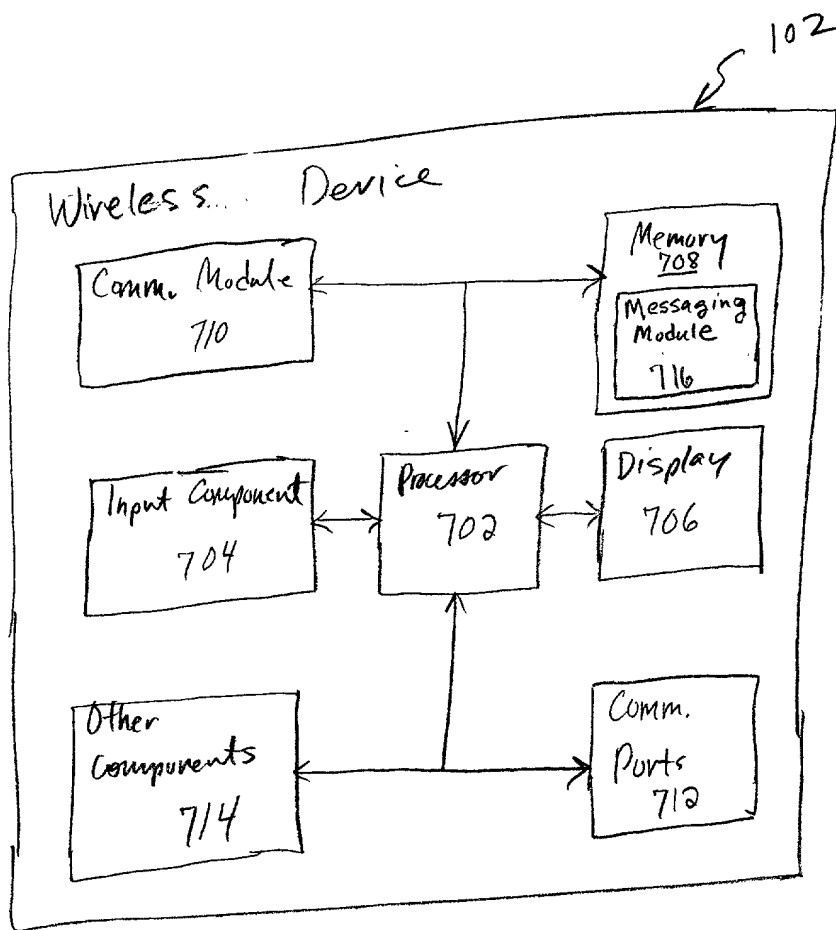 102
Wireless... Device
Comm. Module
710
Memory
708
Messaging
Module
716
Input Component
704
Processor
702
Display
706
Other
Components
714
Comm.
Ports
712